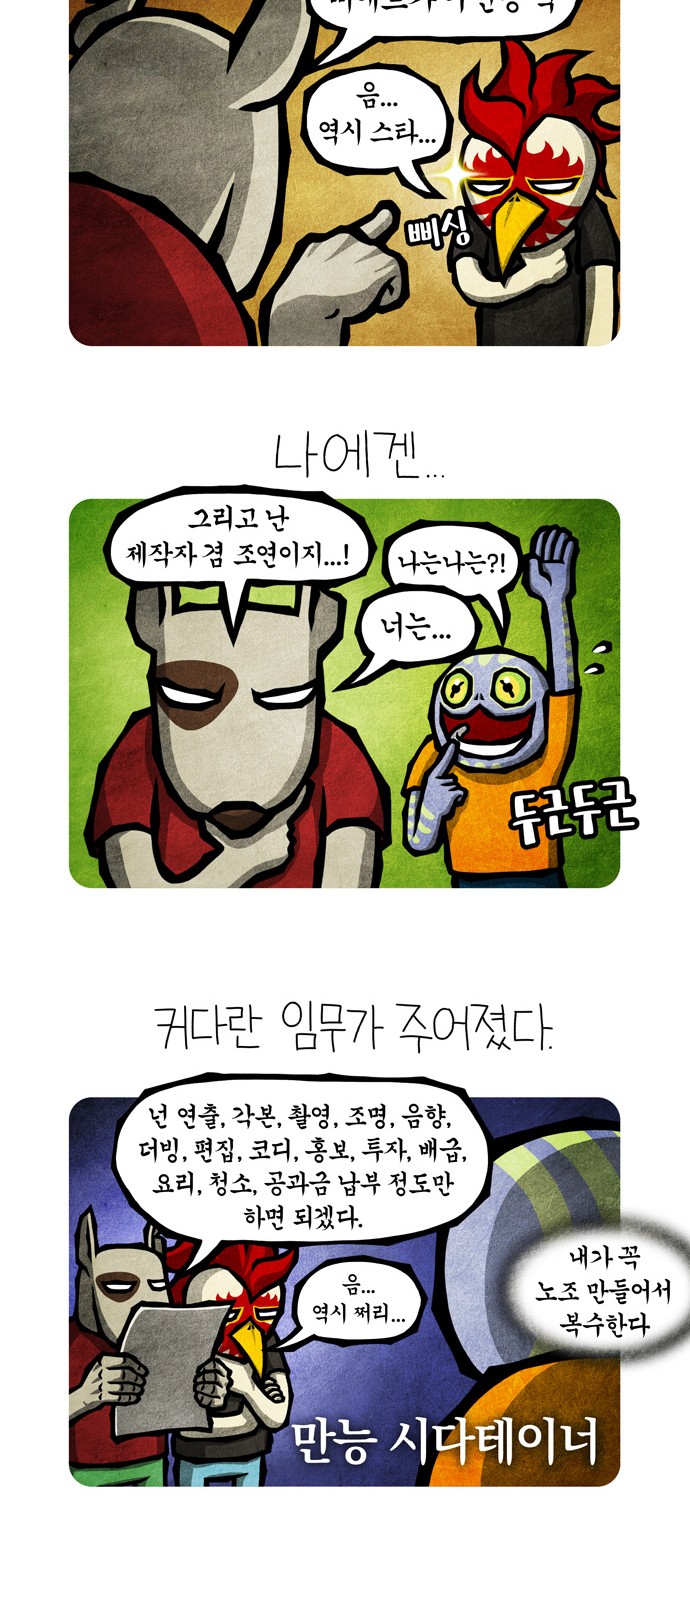 음...
역시 스타...
삐싱
나에겐...
그리고 난
제작자 겸 조연이지...!
나는나는?!
너는...
두근두근
커다란 임무가 주어졌다.
넌 연출, 각본, 촬영, 조명, 음향,
더빙, 편집, 코디, 홍보, 투자, 배급,
요리, 청소, 공과금 납부 정도만
하면 되겠다.
음...
역시 쩌리...
내가 꼭
노조 만들어서
복수한다
만능 시다테이너